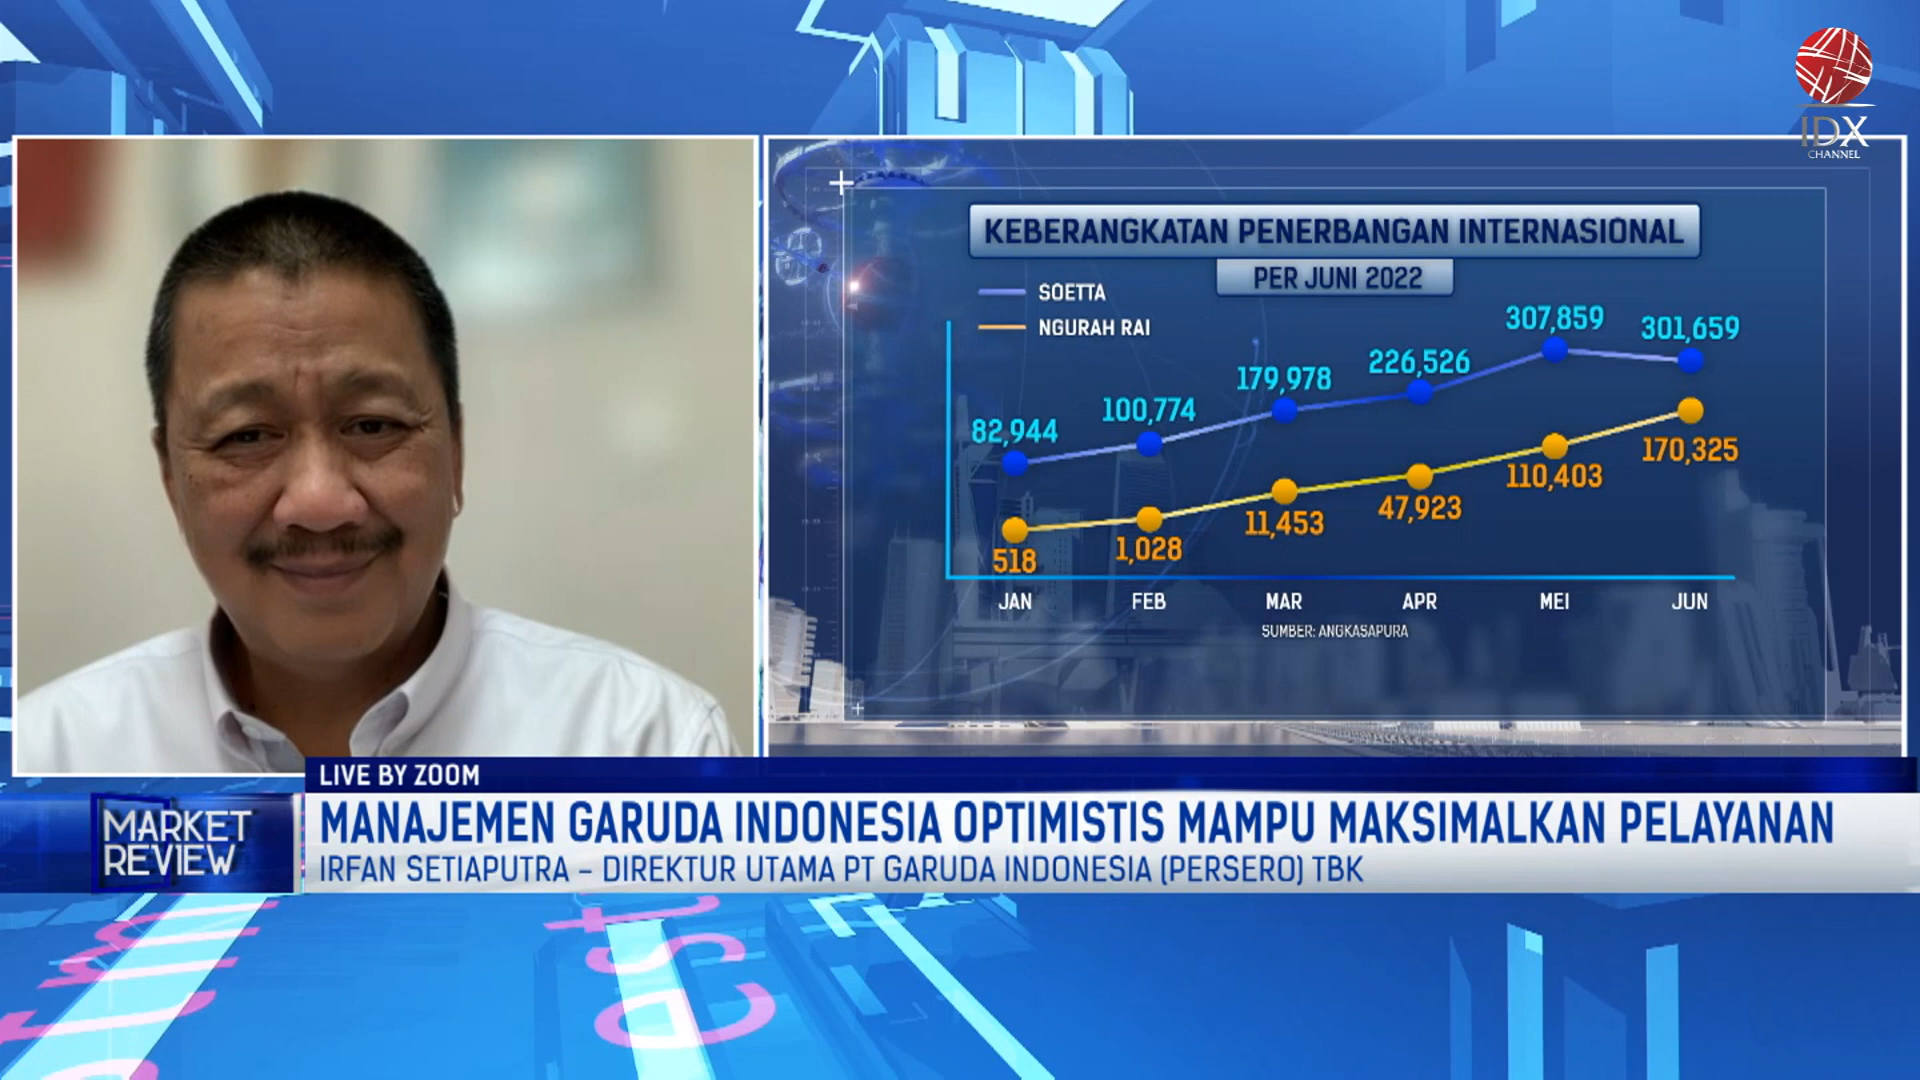 IDX
CHANNEL
KEBERANGKATAN PENERBANGAN INTERNASIONAL
PER JUNI 2022
SOETTA
NGURAH RAI
82,944
100,774
179,978
226,526
307,859
301,659
518
1,028
11,453
47,923
110,403
170,325
JAN FEB MAR APR MEI JUN
SUMBER: ANGKASAPURA
LIVE BY ZOOM
MARKET
REVIEW
MANAJEMEN GARUDA INDONESIA OPTIMISTIS MAMPU MAKSIMALKAN PELAYANAN
IRFAN SETIAPUTRA – DIREKTUR UTAMA PT GARUDA INDONESIA (PERSERO) TBK